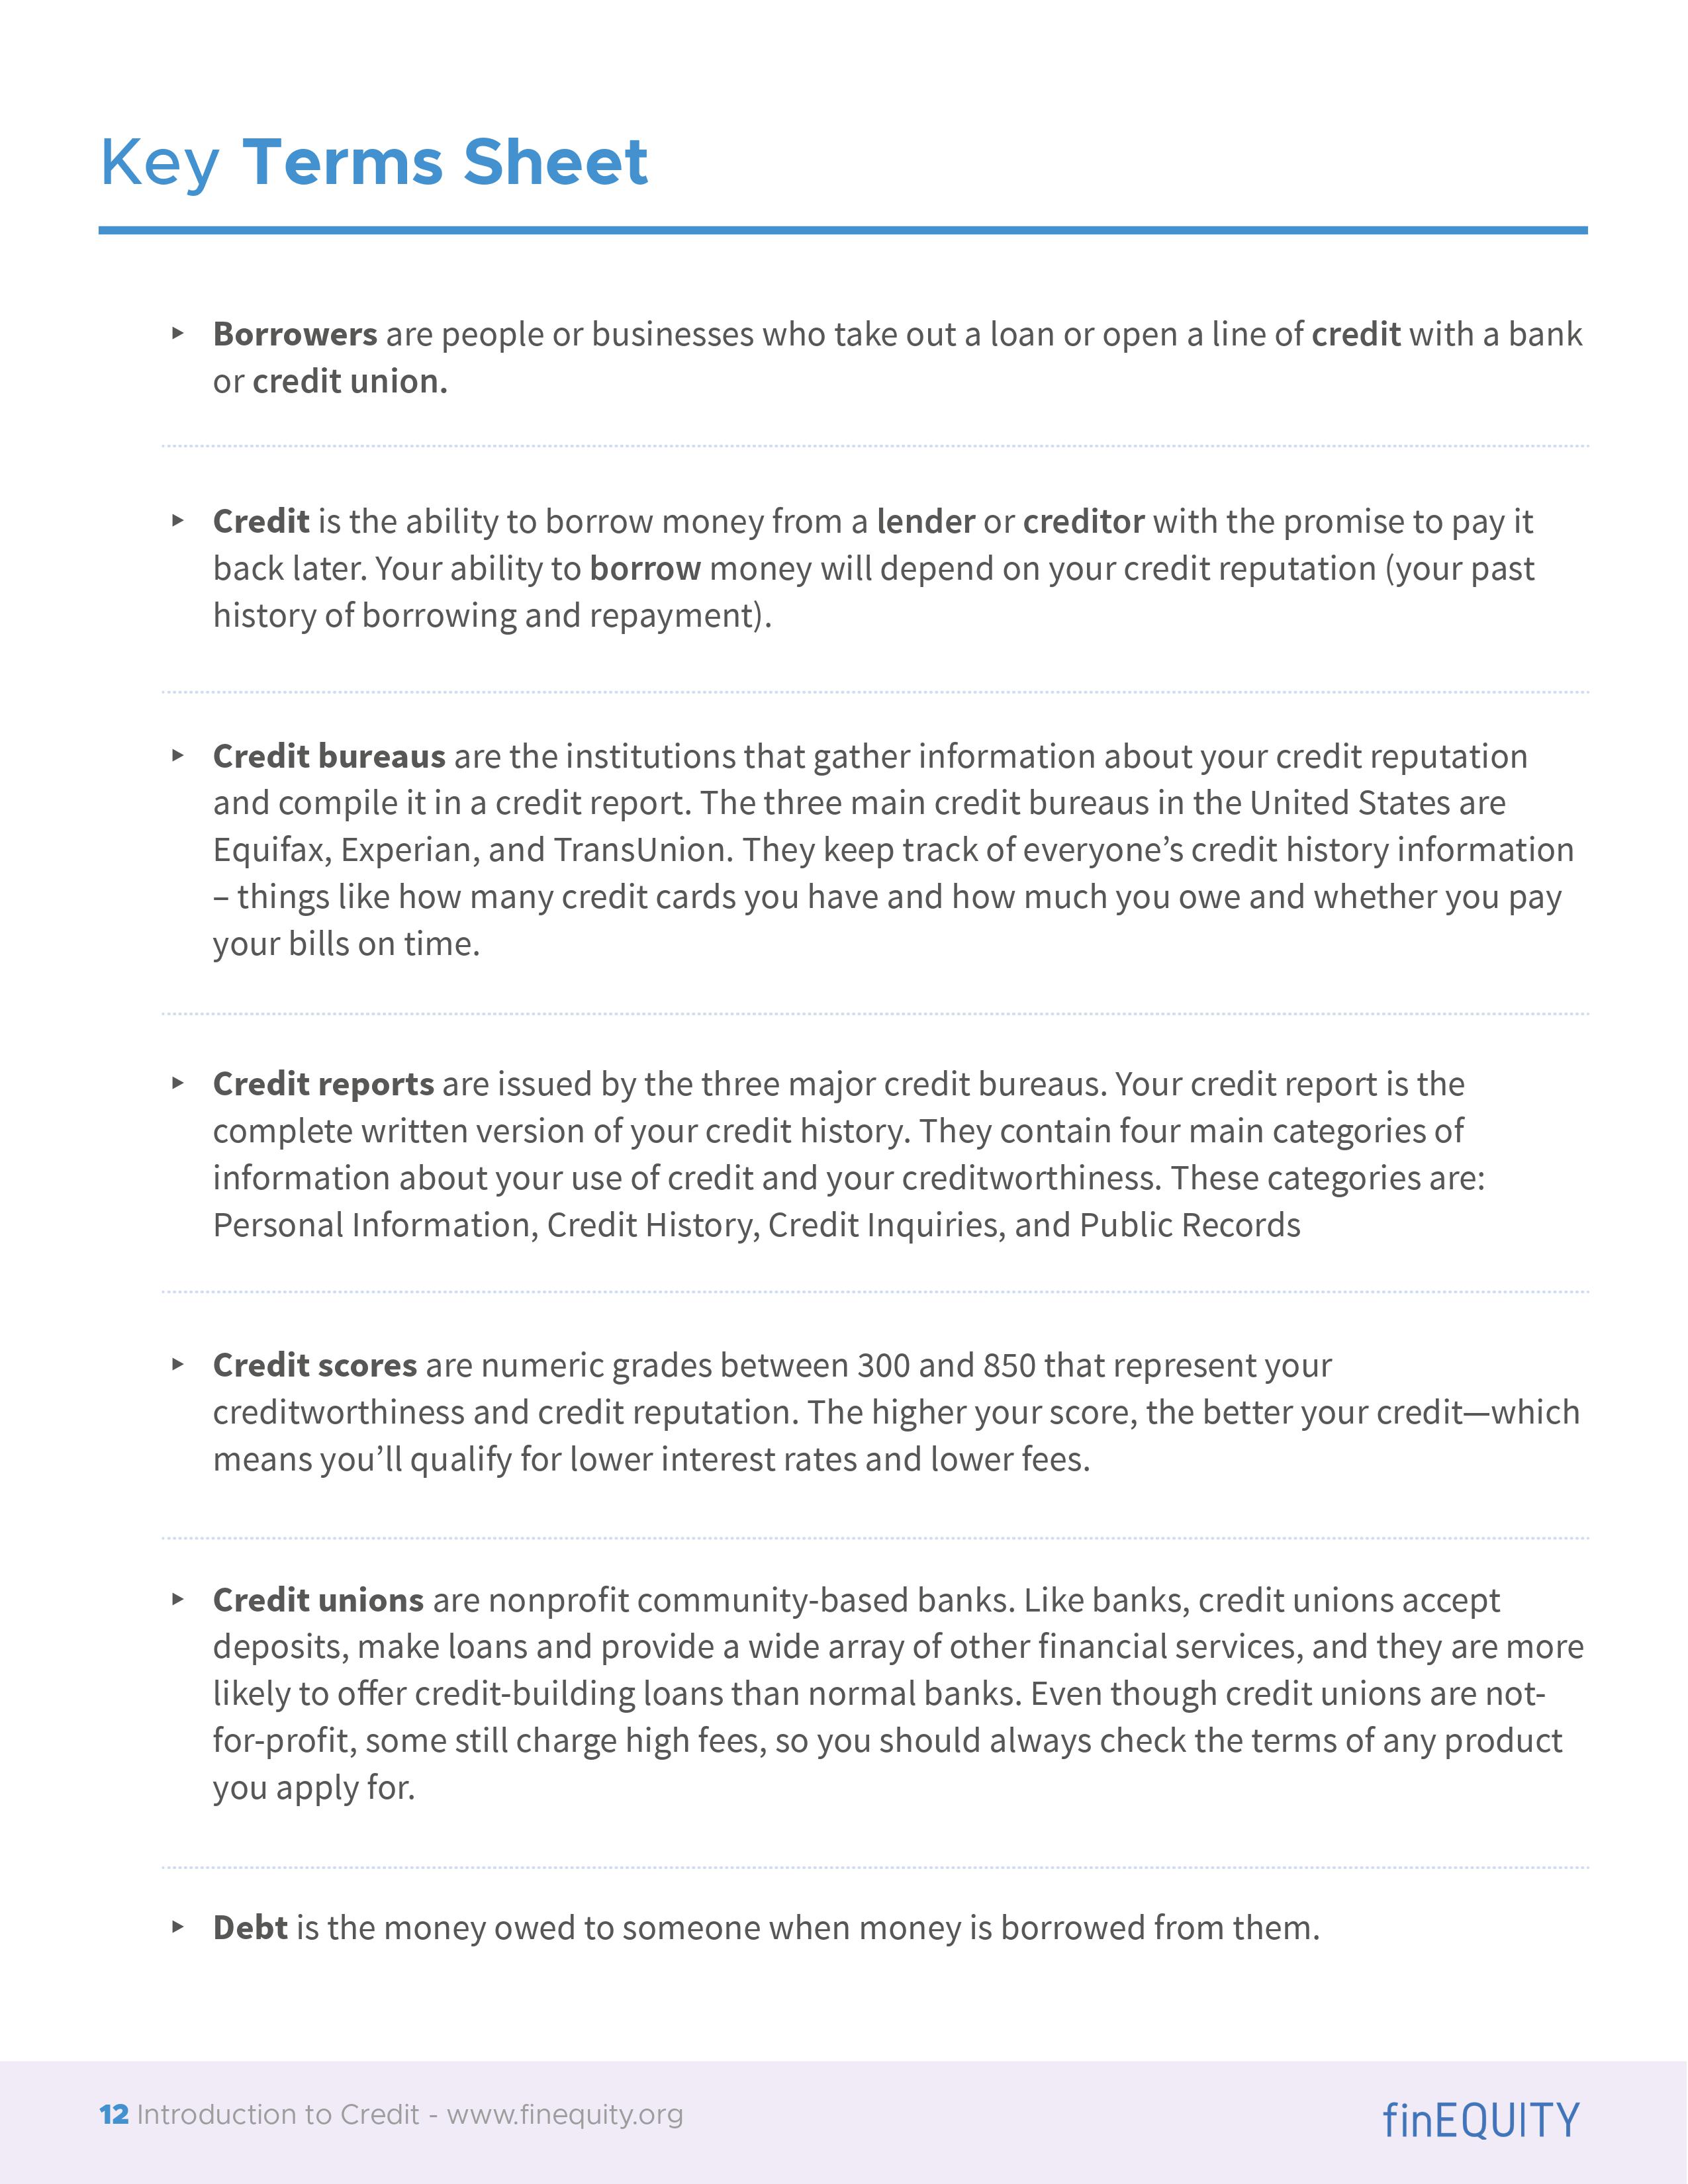 Key Terms Sheet
▸ Borrowers are people or businesses who take out a loan or open a line of credit with a bank
or credit union.
▸ Credit is the ability to borrow money from a lender or creditor with the promise to pay it
back later. Your ability to borrow money will depend on your credit reputation (your past
history of borrowing and repayment).
▸ Credit bureaus are the institutions that gather information about your credit reputation
and compile it in a credit report. The three main credit bureaus in the United States are
Equifax, Experian, and TransUnion. They keep track of everyone’s credit history information
– things like how many credit cards you have and how much you owe and whether you pay
your bills on time.
▸ Credit reports are issued by the three major credit bureaus. Your credit report is the
complete written version of your credit history. They contain four main categories of
information about your use of credit and your creditworthiness. These categories are:
Personal Information, Credit History, Credit Inquiries, and Public Records
▸ Credit scores are numeric grades between 300 and 850 that represent your
creditworthiness and credit reputation. The higher your score, the better your credit—which
means you’ll qualify for lower interest rates and lower fees.
▸ Credit unions are nonprofit community-based banks. Like banks, credit unions accept
deposits, make loans and provide a wide array of other financial services, and they are more
likely to offer credit-building loans than normal banks. Even though credit unions are not-
for-profit, some still charge high fees, so you should always check the terms of any product
you apply for.
▸ Debt is the money owed to someone when money is borrowed from them.
12 Introduction to Credit - www.finequity.org
finEQUITY